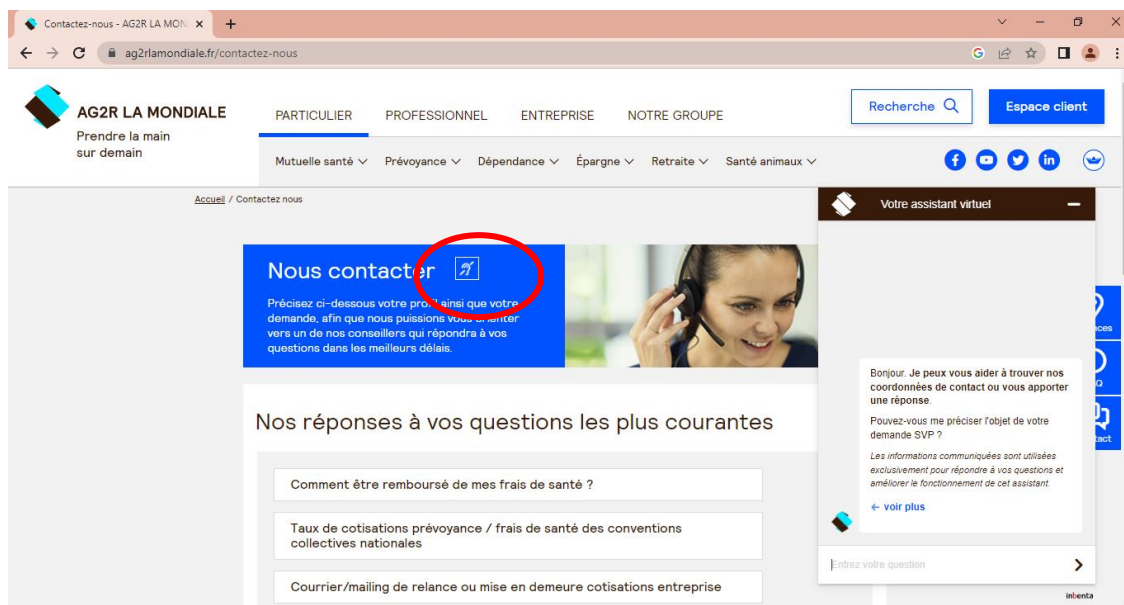 Contactez-nous - AG2R LA MON
ag2rlamondiale.fr/contactez-nous
AG2R LA MONDIALE
Prendre la main
sur demain
PARTICULIER PROFESSIONNEL ENTREPRISE NOTRE GROUPE
Recherche
Espace client
Mutuelle santé Prévoyance Dépendance Épargne Retraite Santé animaux
Accueil / Contactez nous
Nous contacter
Précisez ci-dessous votre profil ainsi que votre
demande, afin que nous puissions vous orienter
vers un de nos conseillers qui répondra à vos
questions dans les meilleurs délais.
Nos réponses à vos questions les plus courantes
Comment être remboursé de mes frais de santé ?
Taux de cotisations prévoyance / frais de santé des conventions
collectives nationales
Courrier/mailing de relance ou mise en demeure cotisations entreprise
Votre assistant virtuel
Bonjour. Je peux vous aider à trouver nos
coordonnées de contact ou vous apporter
une réponse.
Pouvez-vous me préciser l'objet de votre
demande SVP ?
Les informations communiquées sont utilisées
exclusivement pour répondre à vos questions et
améliorer le fonctionnement de cet assistant.
← voir plus
Entrez votre question
inbenta